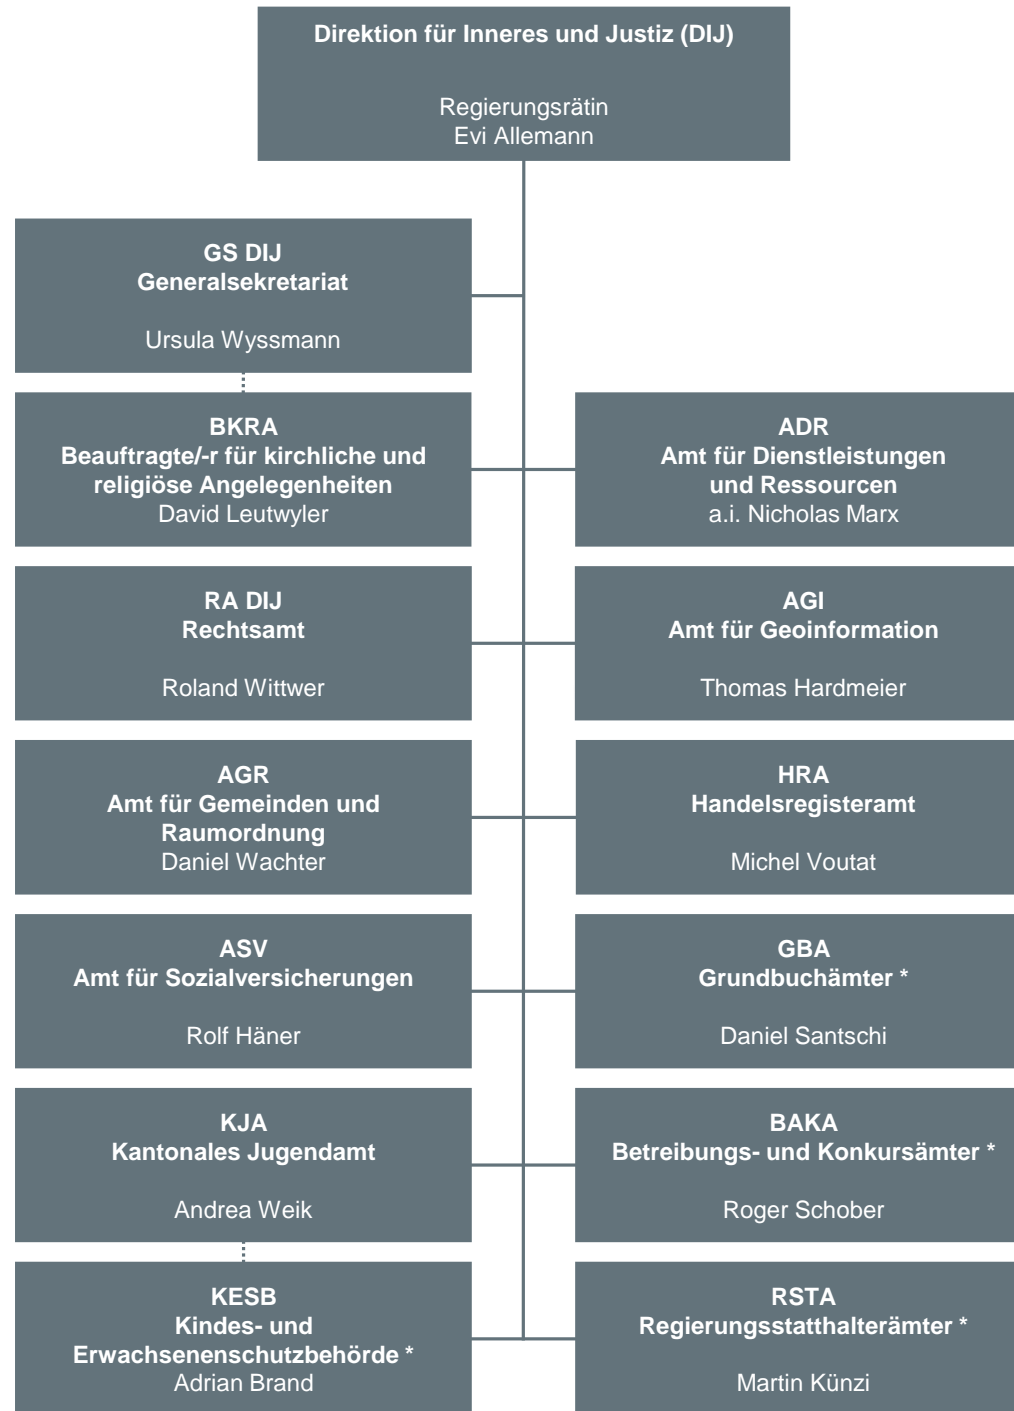 Direktion für Inneres und Justiz (DIJ)
Regierungsrätin
Evi Allemann
GS DIJ
Generalsekretariat
Ursula Wyssmann
BKRA
Beauftragte/-r für kirchliche und
religiöse Angelegenheiten
David Leutwyler
ADR
Amt für Dienstleistungen
und Ressourcen
a.i. Nicholas Marx
RA DIJ
Rechtsamt
Roland Wittwer
AGI
Amt für Geoinformation
Thomas Hardmeier
AGR
Amt für Gemeinden und
Raumordnung
Daniel Wachter
HRA
Handelsregisteramt
Michel Voutat
ASV
Amt für Sozialversicherungen
Rolf Häner
GBA
Grundbuchämter *
Daniel Santschi
KJA
Kantonales Jugendamt
Andrea Weik
BAKA
Betreibungs- und Konkursämter *
Roger Schober
KESB
Kindes- und
Erwachsenenschutzbehörde *
Adrian Brand
RSTA
Regierungsstatthalterämter *
Martin Künzi